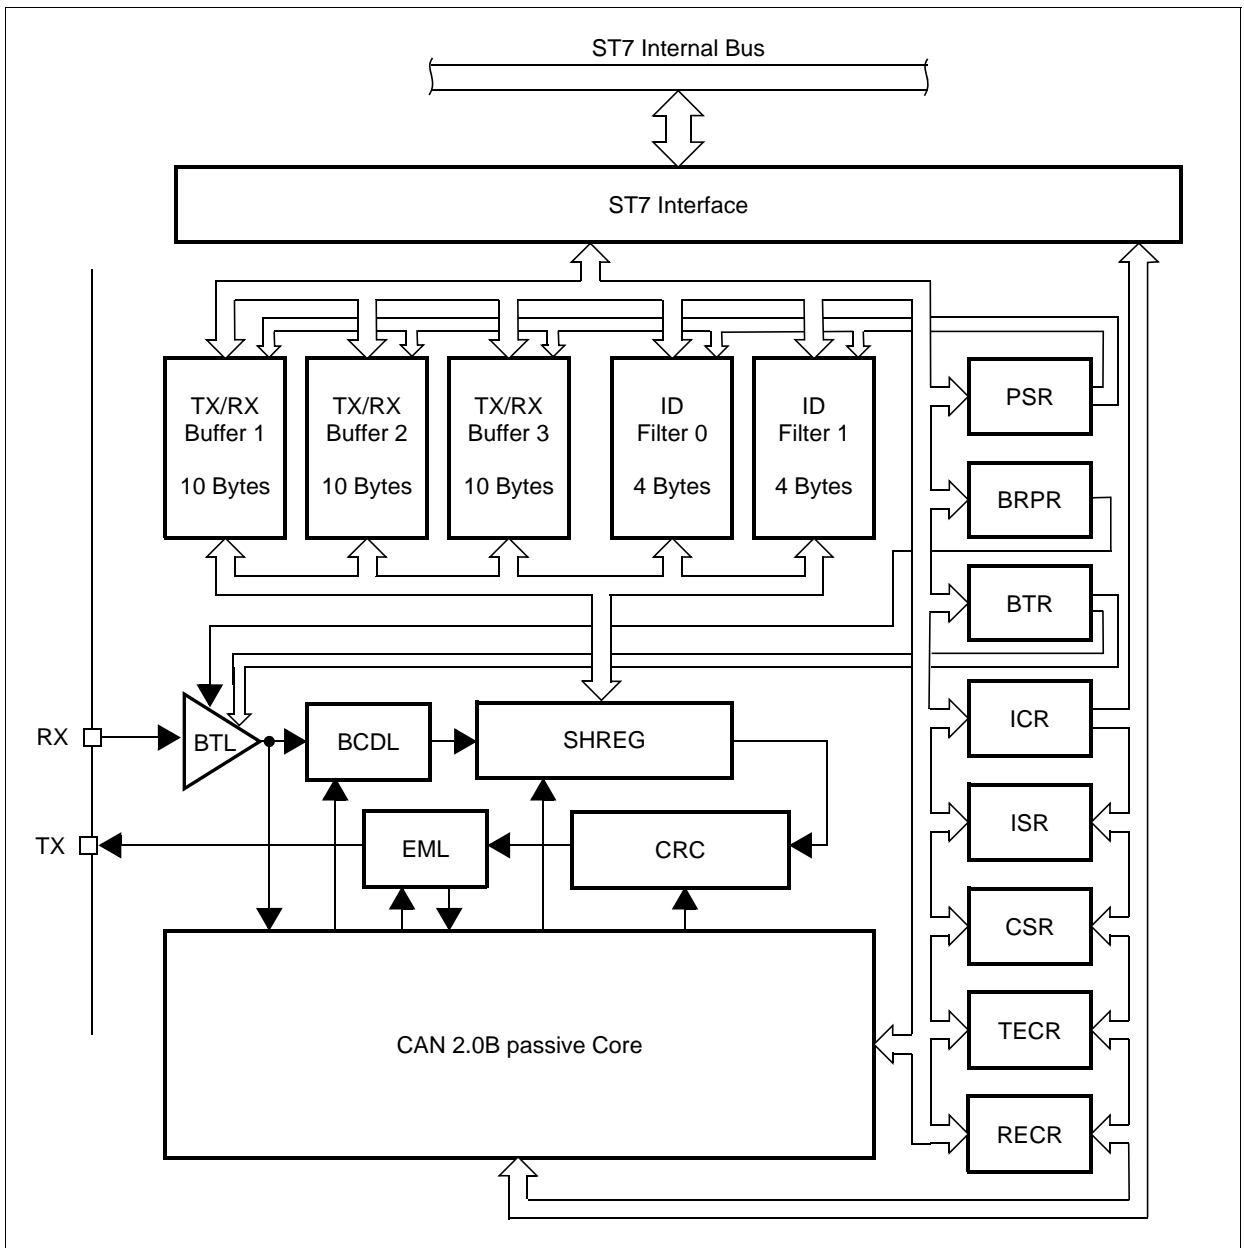 ST7 Internal Bus
ST7 Interface
TX/RX
Buffer 1
10 Bytes
TX/RX
Buffer 2
10 Bytes
TX/RX
Buffer 3
10 Bytes
ID
Filter 0
4 Bytes
ID
Filter 1
4 Bytes
PSR
BRPR
BTR
ICR
ISR
CSR
TECR
RECR
RX
BTL
BCDL
SHREG
TX
EML
CRC
CAN 2.0B passive Core